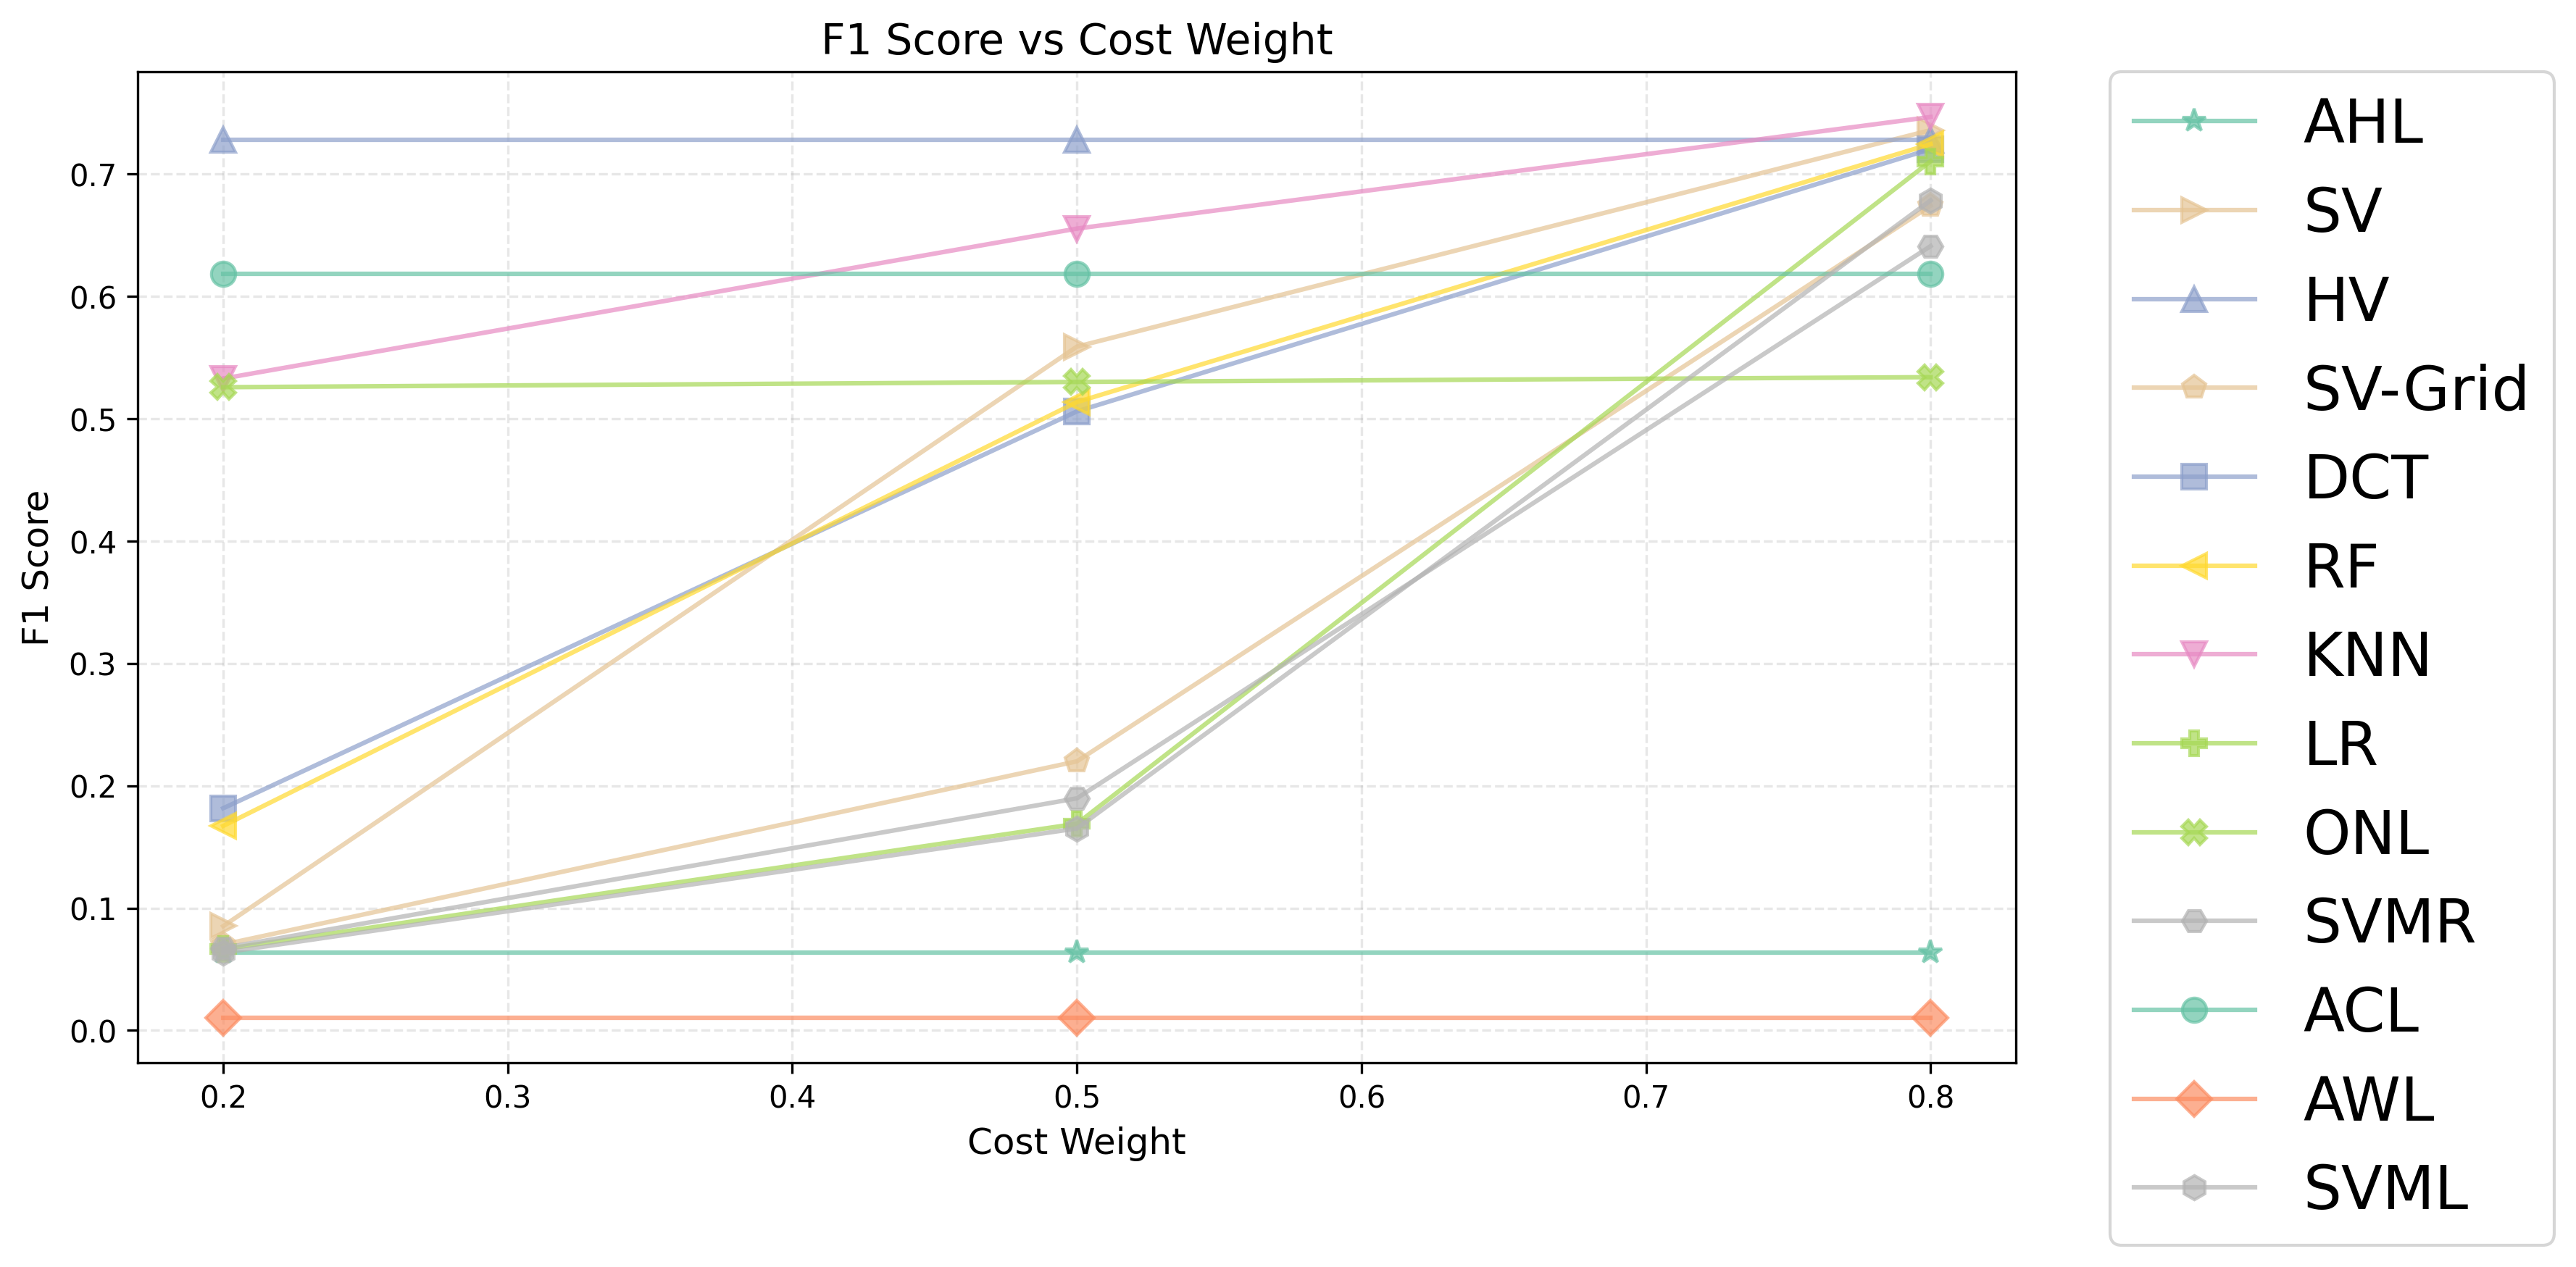 F1 Score vs Cost Weight
F1 Score
0.7
0.6
0.5
0.4
0.3
0.2
0.1
0.0
0.2 0.3 0.4 0.5 0.6 0.7 0.8
Cost Weight
AHL
SV
HV
SV-Grid
DCT
RF
KNN
LR
ONL
SVMR
ACL
AWL
SVML